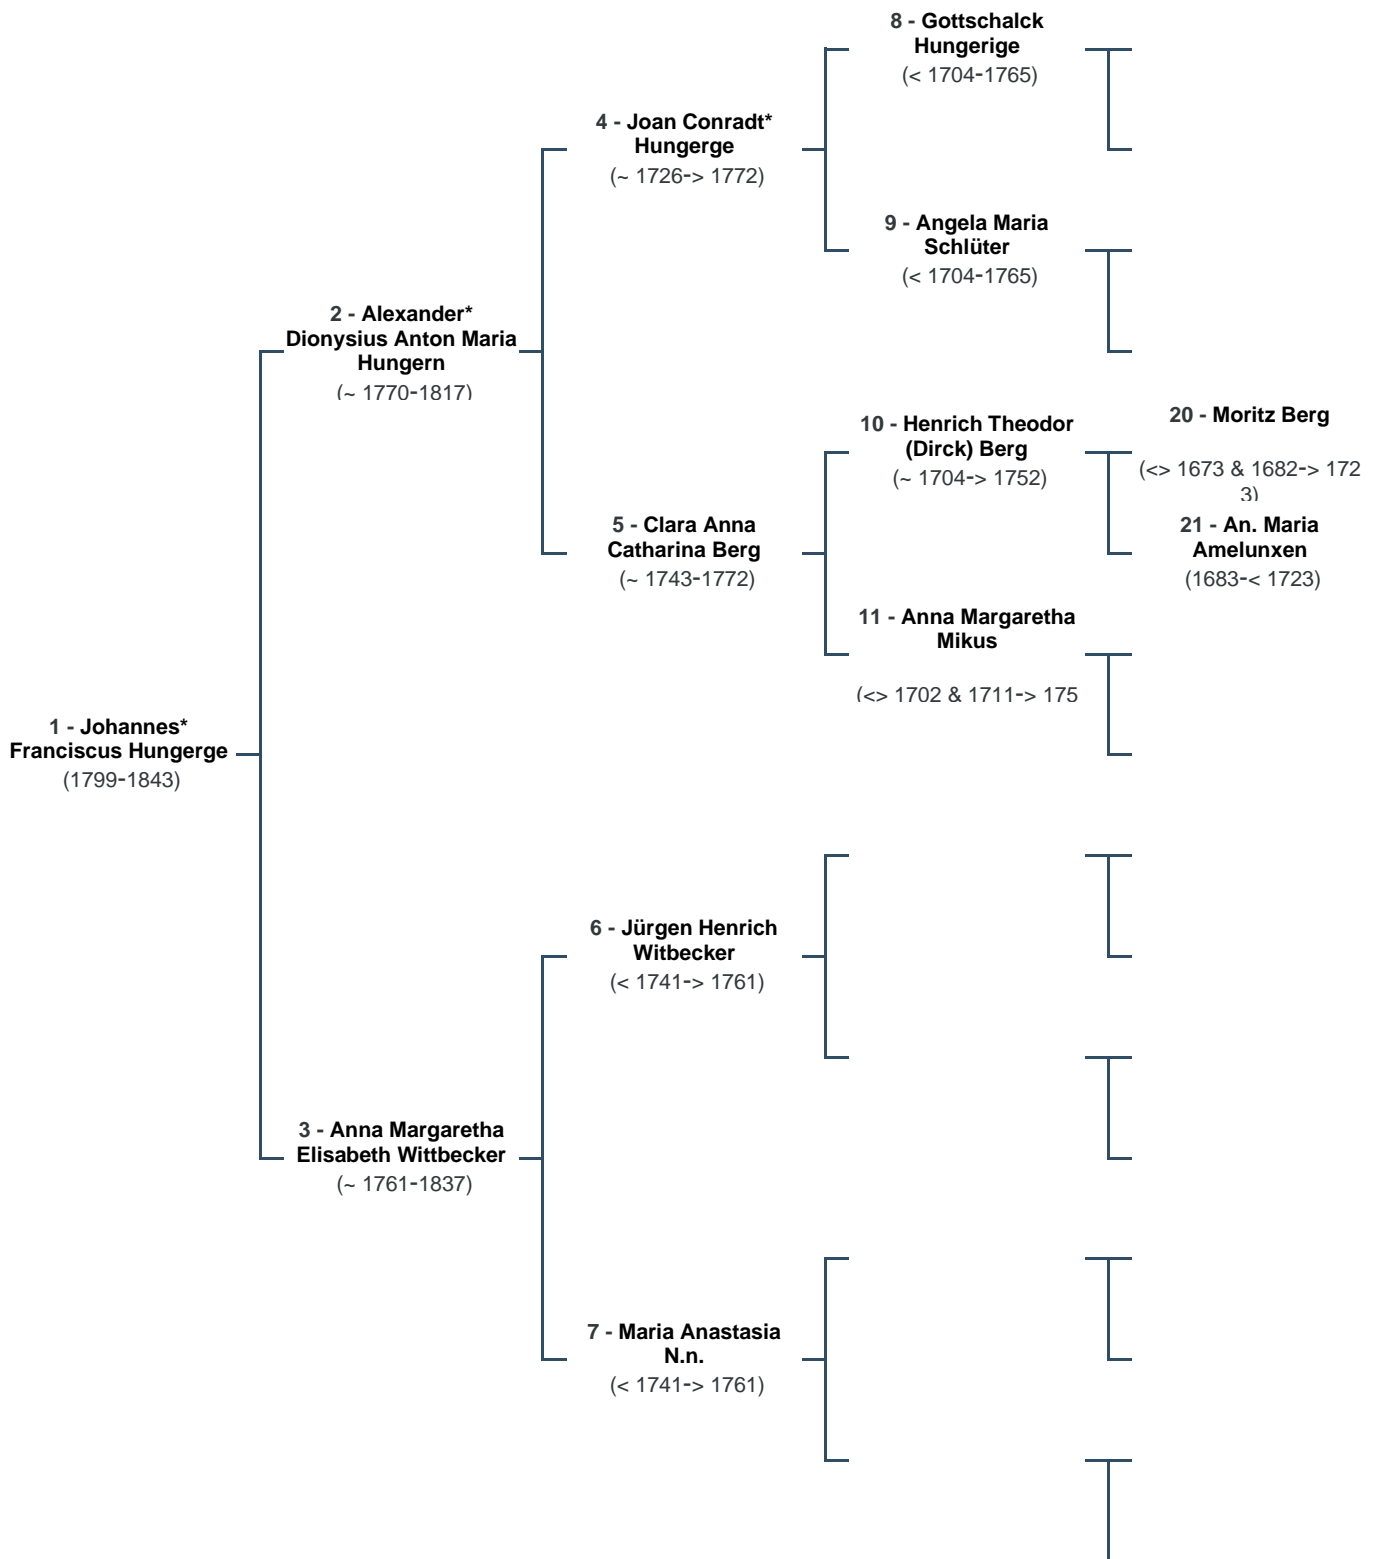 8 - Gottschalck
Hungerige
(< 1704-1765)
4 - Joan Conradt*
Hungerge
(~ 1726-> 1772)
9 - Angela Maria
Schlüter
(< 1704-1765)
2 - Alexander*
Dionysius Anton Maria
Hungern
(~ 1770-1817)
10 - Henrich Theodor
(Dirck) Berg
(~ 1704-> 1752)
20 - Moritz Berg
(<> 1673 & 1682-> 172
3)
5 - Clara Anna
Catharina Berg
(~ 1743-1772)
21 - An. Maria
Amelunxen
(1683-< 1723)
11 - Anna Margaretha
Mikus
(<> 1702 & 1711-> 175
1 - Johannes*
Franciscus Hungerge
(1799-1843)
6 - Jürgen Henrich
Witbecker
(< 1741-> 1761)
3 - Anna Margaretha
Elisabeth Wittbecker
(~ 1761-1837)
7 - Maria Anastasia
N.n.
(< 1741-> 1761)